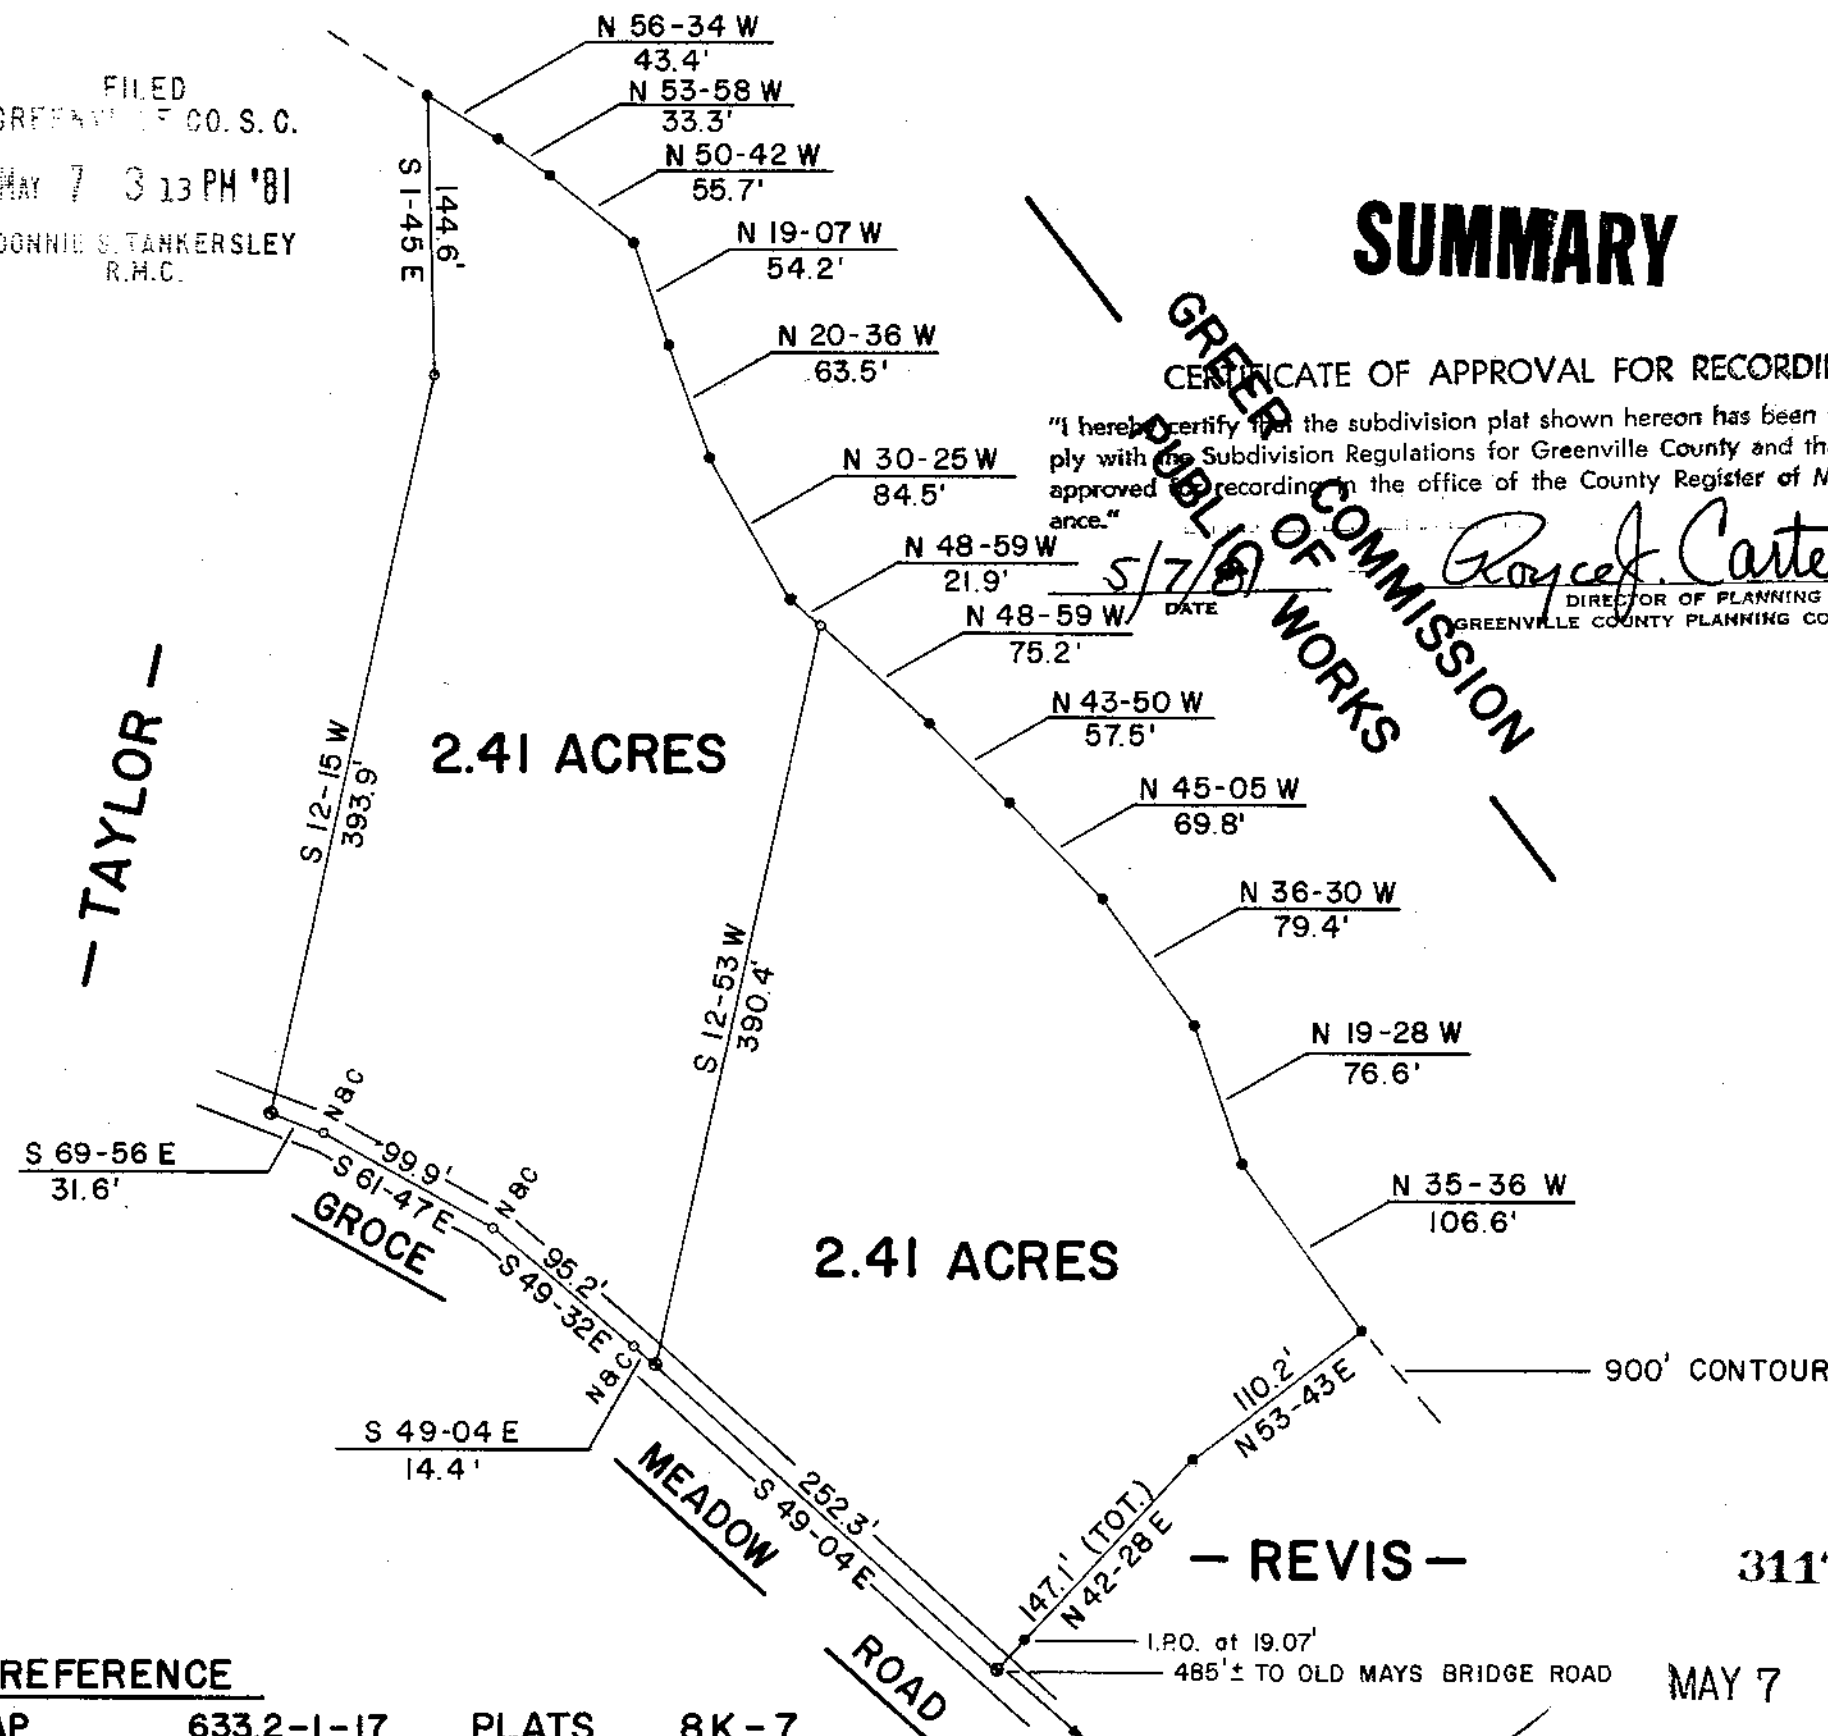 FILED
CO. S. C.
MAY 7 3 13 PM '81
DONNIE S. TANKERSLEY
R.M.C.
N 56-34 W
43.4'
N 53-58 W
33.3'
N 50-42 W
55.7'
N 19-07 W
54.2'
N 20-36 W
63.5'
N 30-25 W
84.5'
N 48-59 W
21.9'
N 48-59 W
75.2'
N 43-50 W
57.5'
N 45-05 W
69.8'
N 36-30 W
79.4'
N 19-28 W
76.6'
N 35-36 W
106.6'
S 1-45 E
144.6'
SUMMARY
CERTIFICATE OF APPROVAL FOR RECORDI
"I hereby certify that the subdivision plat shown hereon has been
ply with the Subdivision Regulations for Greenville County and th
approved for recording in the office of the County Register of M
ance."
5/7/81
DATE
Royce J. Carte
DIRECTOR OF PLANNING
GREENVILLE COUNTY PLANNING CO
GREER
COMMISSION
OF
PUBLIC WORKS
— TAYLOR —
S 12-15 W
393.9'
2.41 ACRES
S 12-53 W
390.4'
2.41 ACRES
S 69-56 E
31.6'
N&C
99.9'
S 61-47 E
N&C
95.2'
S 49-32 E
N&C
S 49-04 E
14.4'
252.3'
S 49-04 E
GROCE
MEADOW
ROAD
110.2'
N 53-43 E
147.1' (TOT.)
N 42-28 E
900' CONTOUR
— REVIS —
311
I.P.O. at 19.07'
485'± TO OLD MAYS BRIDGE ROAD
MAY 7
REFERENCE
AP 633.2-1-17 PLATS 8K-7